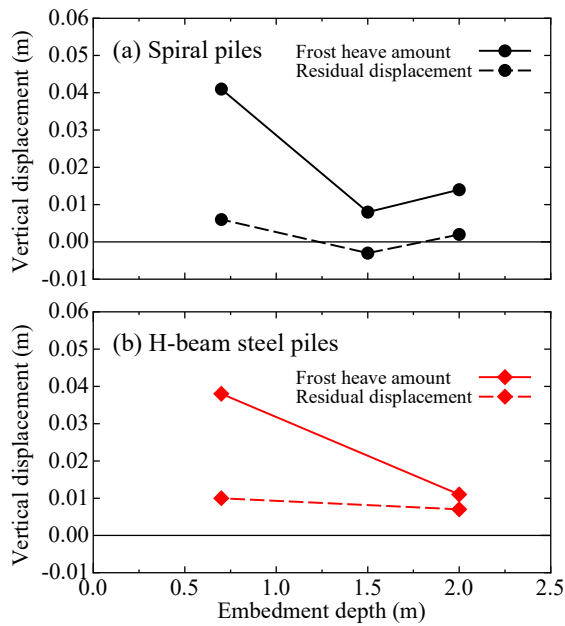 0.06
(a) Spiral piles
Frost heave amount
Residual displacement
0.05
0.04
0.03
0.02
0.01
0.00
-0.01
Vertical displacement (m)
0.06
(b) H-beam steel piles
Frost heave amount
Residual displacement
0.05
0.04
0.03
0.02
0.01
0.00
-0.01
Vertical displacement (m)
0.0 0.5 1.0 1.5 2.0 2.5
Embedment depth (m)